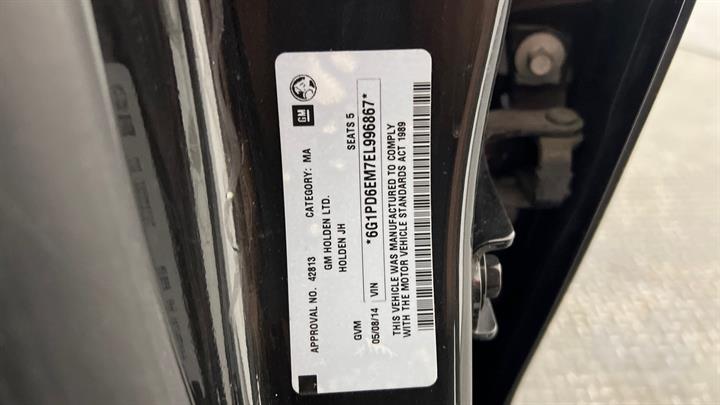 GM
APPROVAL NO. 42813 CATEGORY: MA
GM HOLDEN LTD.
HOLDEN JH
SEATS 5
GVM
05/08/14 VIN *6G1PD6EM7EL996867*
THIS VEHICLE WAS MANUFACTURED TO COMPLY
WITH THE MOTOR VEHICLE STANDARDS ACT 1989